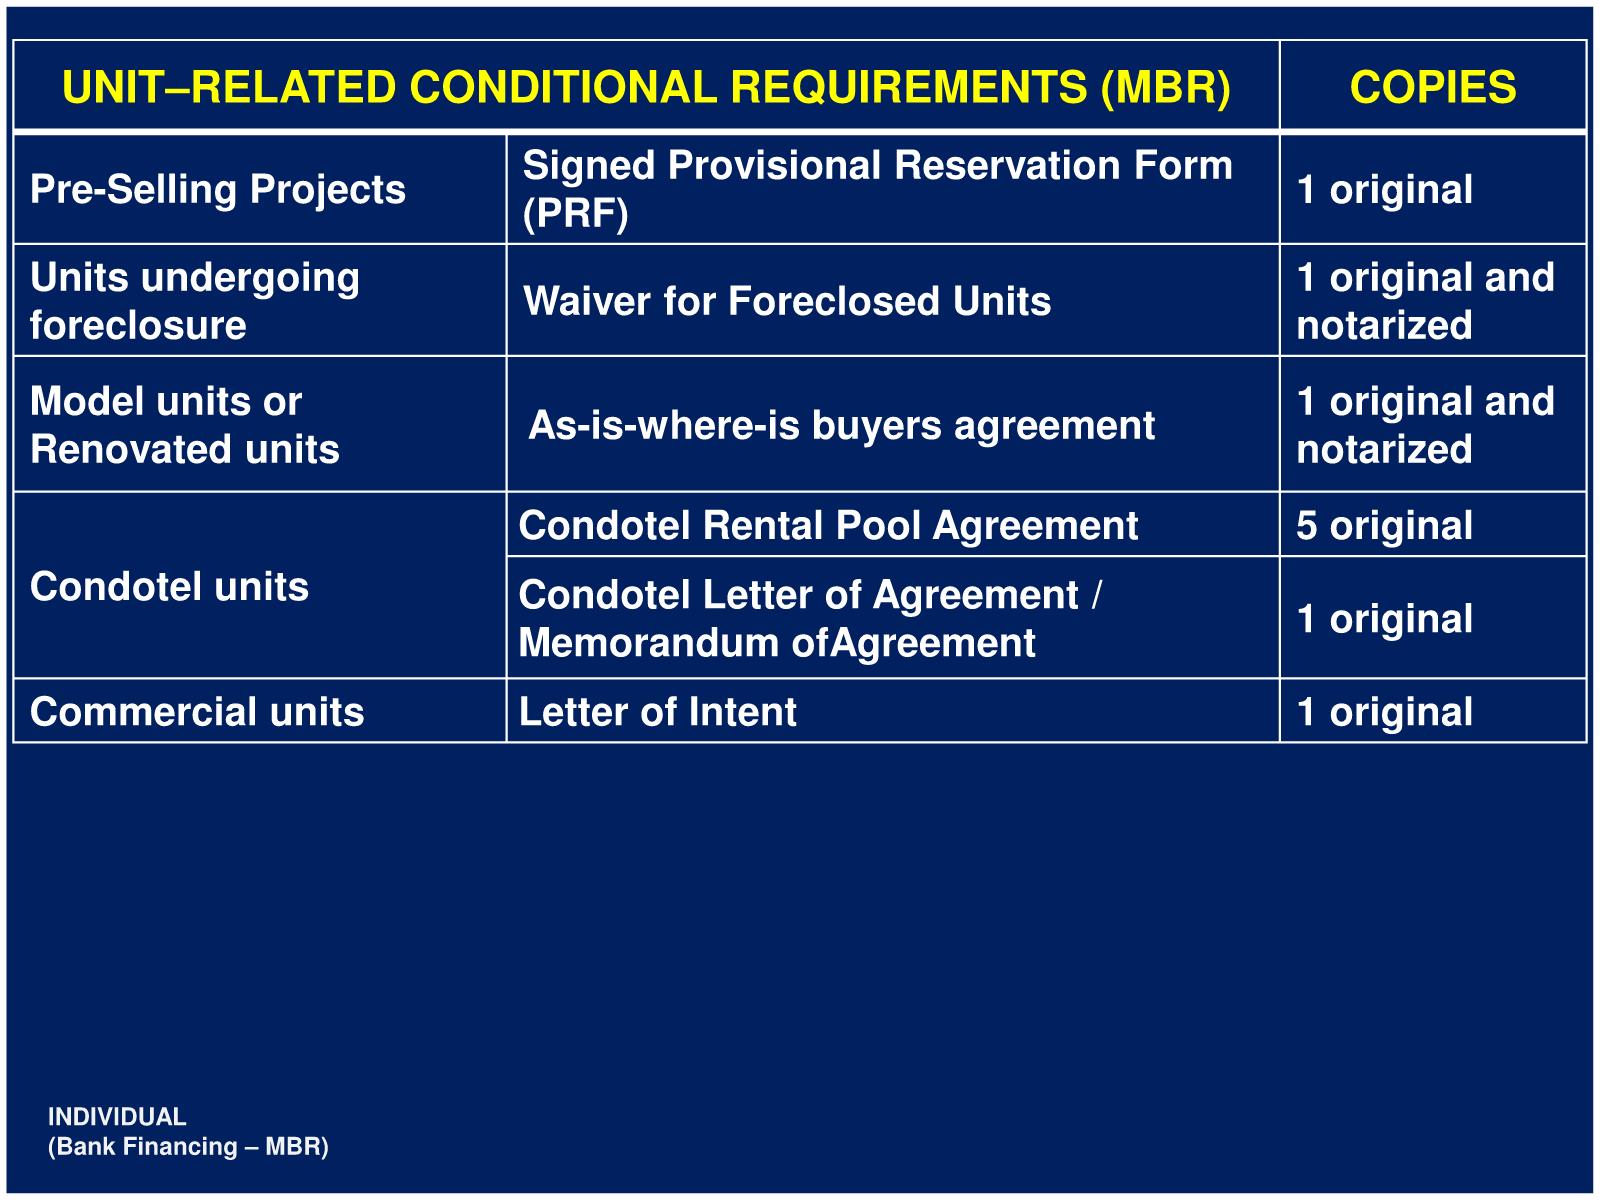 UNIT–RELATED CONDITIONAL REQUIREMENTS (MBR)
COPIES
Pre-Selling Projects
Signed Provisional Reservation Form
(PRF)
1 original
Units undergoing
foreclosure
Waiver for Foreclosed Units
1 original and
notarized
Model units or
Renovated units
As-is-where-is buyers agreement
1 original and
notarized
Condotel units
Condotel Rental Pool Agreement
5 original
Condotel Letter of Agreement /
Memorandum ofAgreement
1 original
Commercial units
Letter of Intent
1 original
INDIVIDUAL
(Bank Financing – MBR)